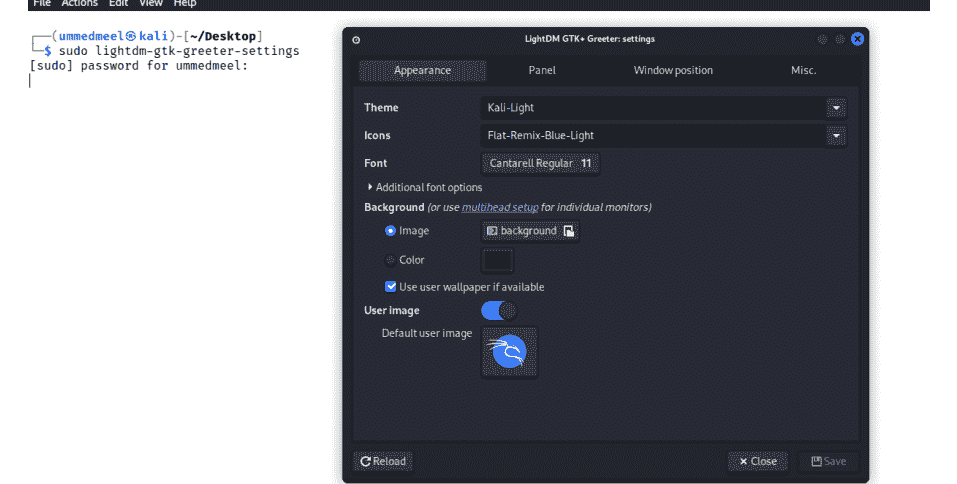 File Actions Edit View Help
┌──(ummedmeel㉿kali)-[~/Desktop]
└─$ sudo lightdm-gtk-greeter-settings
[sudo] password for ummedmeel:
LightDM GTK+ Greeter: settings
Appearance Panel Window position Misc.
Theme Kali-Light
Icons Flat-Remix-Blue-Light
Font Cantarell Regular 11
Additional font options
Background (or use multihead setup for individual monitors)
Image background
Color
Use user wallpaper if available
User image
Default user image
Reload Close Save